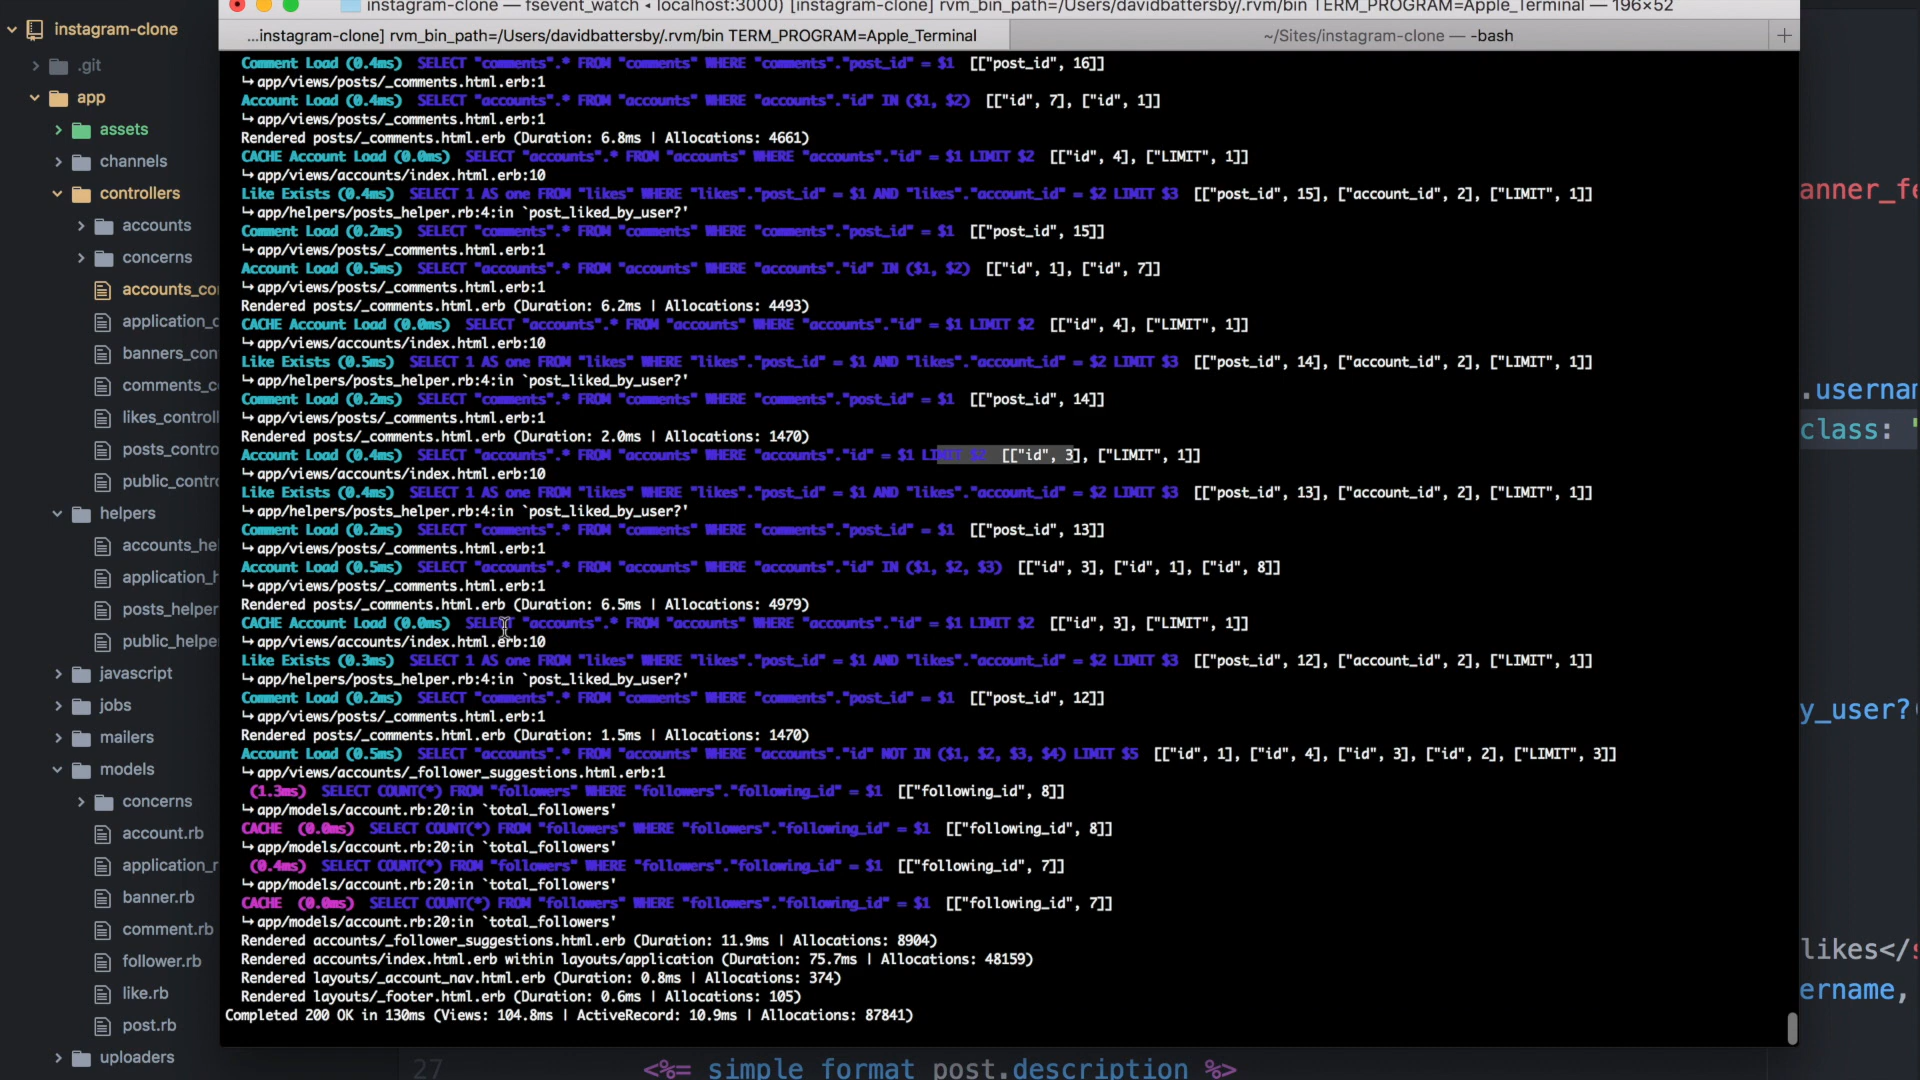 instagram-clone — fsevent_watch ◂ localhost:3000) [instagram-clone] rvm_bin_path=/Users/davidbattersby/.rvm/bin TERM_PROGRAM=Apple_Terminal — 196×52
...instagram-clone] rvm_bin_path=/Users/davidbattersby/.rvm/bin TERM_PROGRAM=Apple_Terminal
~/Sites/instagram-clone — -bash
instagram-clone
.git
app
assets
channels
controllers
accounts
concerns
accounts_co
application_c
banners_con
comments_c
likes_controll
posts_contro
public_contro
helpers
accounts_he
application_h
posts_helper
public_helpe
javascript
jobs
mailers
models
concerns
account.rb
application_r
banner.rb
comment.rb
follower.rb
like.rb
post.rb
uploaders
Comment Load (0.4ms) SELECT "comments".* FROM "comments" WHERE "comments"."post_id" = $1 [["post_id", 16]]
↳ app/views/posts/_comments.html.erb:1
Account Load (0.4ms) SELECT "accounts".* FROM "accounts" WHERE "accounts"."id" IN ($1, $2) [["id", 7], ["id", 1]]
↳ app/views/posts/_comments.html.erb:1
Rendered posts/_comments.html.erb (Duration: 6.8ms | Allocations: 4661)
CACHE Account Load (0.0ms) SELECT "accounts".* FROM "accounts" WHERE "accounts"."id" = $1 LIMIT $2 [["id", 4], ["LIMIT", 1]]
↳ app/views/accounts/index.html.erb:10
Like Exists (0.4ms) SELECT 1 AS one FROM "likes" WHERE "likes"."post_id" = $1 AND "likes"."account_id" = $2 LIMIT $3 [["post_id", 15], ["account_id", 2], ["LIMIT", 1]]
↳ app/helpers/posts_helper.rb:4:in `post_liked_by_user?'
Comment Load (0.2ms) SELECT "comments".* FROM "comments" WHERE "comments"."post_id" = $1 [["post_id", 15]]
↳ app/views/posts/_comments.html.erb:1
Account Load (0.5ms) SELECT "accounts".* FROM "accounts" WHERE "accounts"."id" IN ($1, $2) [["id", 1], ["id", 7]]
↳ app/views/posts/_comments.html.erb:1
Rendered posts/_comments.html.erb (Duration: 6.2ms | Allocations: 4493)
CACHE Account Load (0.0ms) SELECT "accounts".* FROM "accounts" WHERE "accounts"."id" = $1 LIMIT $2 [["id", 4], ["LIMIT", 1]]
↳ app/views/accounts/index.html.erb:10
Like Exists (0.5ms) SELECT 1 AS one FROM "likes" WHERE "likes"."post_id" = $1 AND "likes"."account_id" = $2 LIMIT $3 [["post_id", 14], ["account_id", 2], ["LIMIT", 1]]
↳ app/helpers/posts_helper.rb:4:in `post_liked_by_user?'
Comment Load (0.2ms) SELECT "comments".* FROM "comments" WHERE "comments"."post_id" = $1 [["post_id", 14]]
↳ app/views/posts/_comments.html.erb:1
Rendered posts/_comments.html.erb (Duration: 2.0ms | Allocations: 1470)
Account Load (0.4ms) SELECT "accounts".* FROM "accounts" WHERE "accounts"."id" = $1 LIMIT $2 [["id", 3], ["LIMIT", 1]]
↳ app/views/accounts/index.html.erb:10
Like Exists (0.4ms) SELECT 1 AS one FROM "likes" WHERE "likes"."post_id" = $1 AND "likes"."account_id" = $2 LIMIT $3 [["post_id", 13], ["account_id", 2], ["LIMIT", 1]]
↳ app/helpers/posts_helper.rb:4:in `post_liked_by_user?'
Comment Load (0.2ms) SELECT "comments".* FROM "comments" WHERE "comments"."post_id" = $1 [["post_id", 13]]
↳ app/views/posts/_comments.html.erb:1
Account Load (0.5ms) SELECT "accounts".* FROM "accounts" WHERE "accounts"."id" IN ($1, $2, $3) [["id", 3], ["id", 1], ["id", 8]]
↳ app/views/posts/_comments.html.erb:1
Rendered posts/_comments.html.erb (Duration: 6.5ms | Allocations: 4979)
CACHE Account Load (0.0ms) SELECT "accounts".* FROM "accounts" WHERE "accounts"."id" = $1 LIMIT $2 [["id", 3], ["LIMIT", 1]]
↳ app/views/accounts/index.html.erb:10
Like Exists (0.3ms) SELECT 1 AS one FROM "likes" WHERE "likes"."post_id" = $1 AND "likes"."account_id" = $2 LIMIT $3 [["post_id", 12], ["account_id", 2], ["LIMIT", 1]]
↳ app/helpers/posts_helper.rb:4:in `post_liked_by_user?'
Comment Load (0.2ms) SELECT "comments".* FROM "comments" WHERE "comments"."post_id" = $1 [["post_id", 12]]
↳ app/views/posts/_comments.html.erb:1
Rendered posts/_comments.html.erb (Duration: 1.5ms | Allocations: 1470)
Account Load (0.5ms) SELECT "accounts".* FROM "accounts" WHERE "accounts"."id" NOT IN ($1, $2, $3, $4) LIMIT $5 [["id", 1], ["id", 4], ["id", 3], ["id", 2], ["LIMIT", 3]]
↳ app/views/accounts/_follower_suggestions.html.erb:1
(1.3ms) SELECT COUNT(*) FROM "followers" WHERE "followers"."following_id" = $1 [["following_id", 8]]
↳ app/models/account.rb:20:in `total_followers'
CACHE (0.0ms) SELECT COUNT(*) FROM "followers" WHERE "followers"."following_id" = $1 [["following_id", 8]]
↳ app/models/account.rb:20:in `total_followers'
(0.4ms) SELECT COUNT(*) FROM "followers" WHERE "followers"."following_id" = $1 [["following_id", 7]]
↳ app/models/account.rb:20:in `total_followers'
CACHE (0.0ms) SELECT COUNT(*) FROM "followers" WHERE "followers"."following_id" = $1 [["following_id", 7]]
↳ app/models/account.rb:20:in `total_followers'
Rendered accounts/_follower_suggestions.html.erb (Duration: 11.9ms | Allocations: 8904)
Rendered accounts/index.html.erb within layouts/application (Duration: 75.7ms | Allocations: 48159)
Rendered layouts/_account_nav.html.erb (Duration: 0.8ms | Allocations: 374)
Rendered layouts/_footer.html.erb (Duration: 0.6ms | Allocations: 105)
Completed 200 OK in 130ms (Views: 104.8ms | ActiveRecord: 10.9ms | Allocations: 87841)
anner_fe
.usernam
class: '
y_user?(
likes</s
ername,
27 <%= simple_format post.description %>